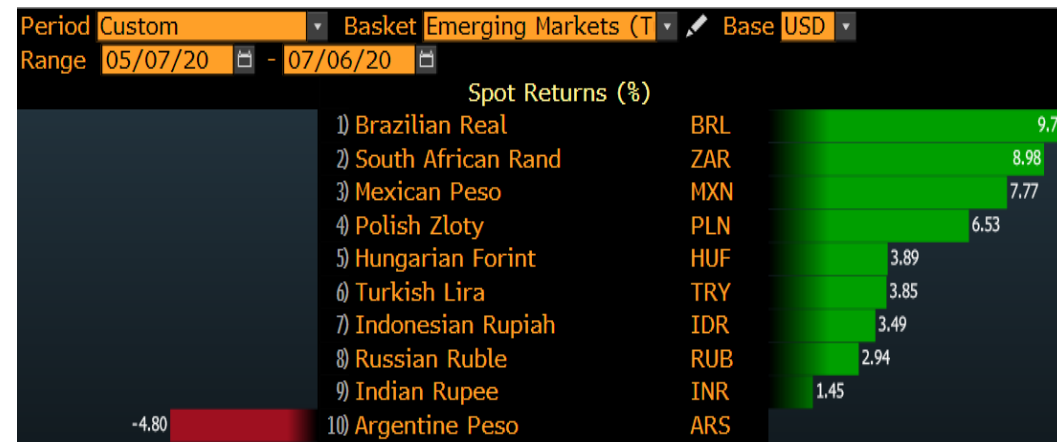 Period Custom Basket Emerging Markets (T Base USD
Range 05/07/20 - 07/06/20
Spot Returns (%)
1) Brazilian Real BRL 9.7
2) South African Rand ZAR 8.98
3) Mexican Peso MXN 7.77
4) Polish Zloty PLN 6.53
5) Hungarian Forint HUF 3.89
6) Turkish Lira TRY 3.85
7) Indonesian Rupiah IDR 3.49
8) Russian Ruble RUB 2.94
9) Indian Rupee INR 1.45
-4.80 10) Argentine Peso ARS